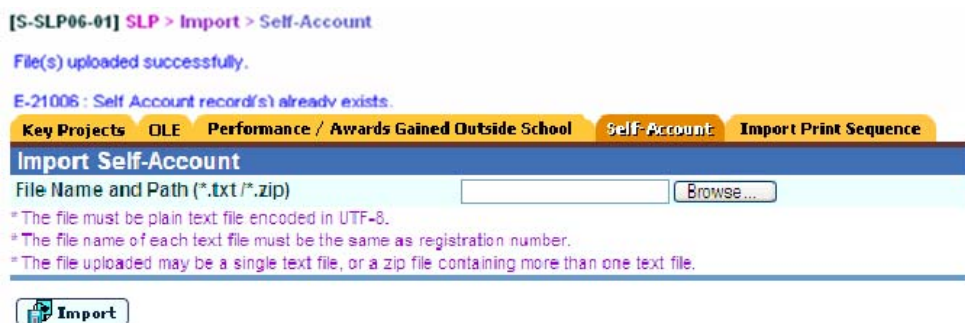 [S-SLP06-01] SLP > Import > Self-Account
File(s) uploaded successfully.
E-21006 : Self Account record(s) already exists.
Key Projects OLE Performance / Awards Gained Outside School Self-Account Import Print Sequence
Import Self-Account
File Name and Path (*.txt /*.zip) Browse...
* The file must be plain text file encoded in UTF-8.
* The file name of each text file must be the same as registration number.
* The file uploaded may be a single text file, or a zip file containing more than one text file.
Import